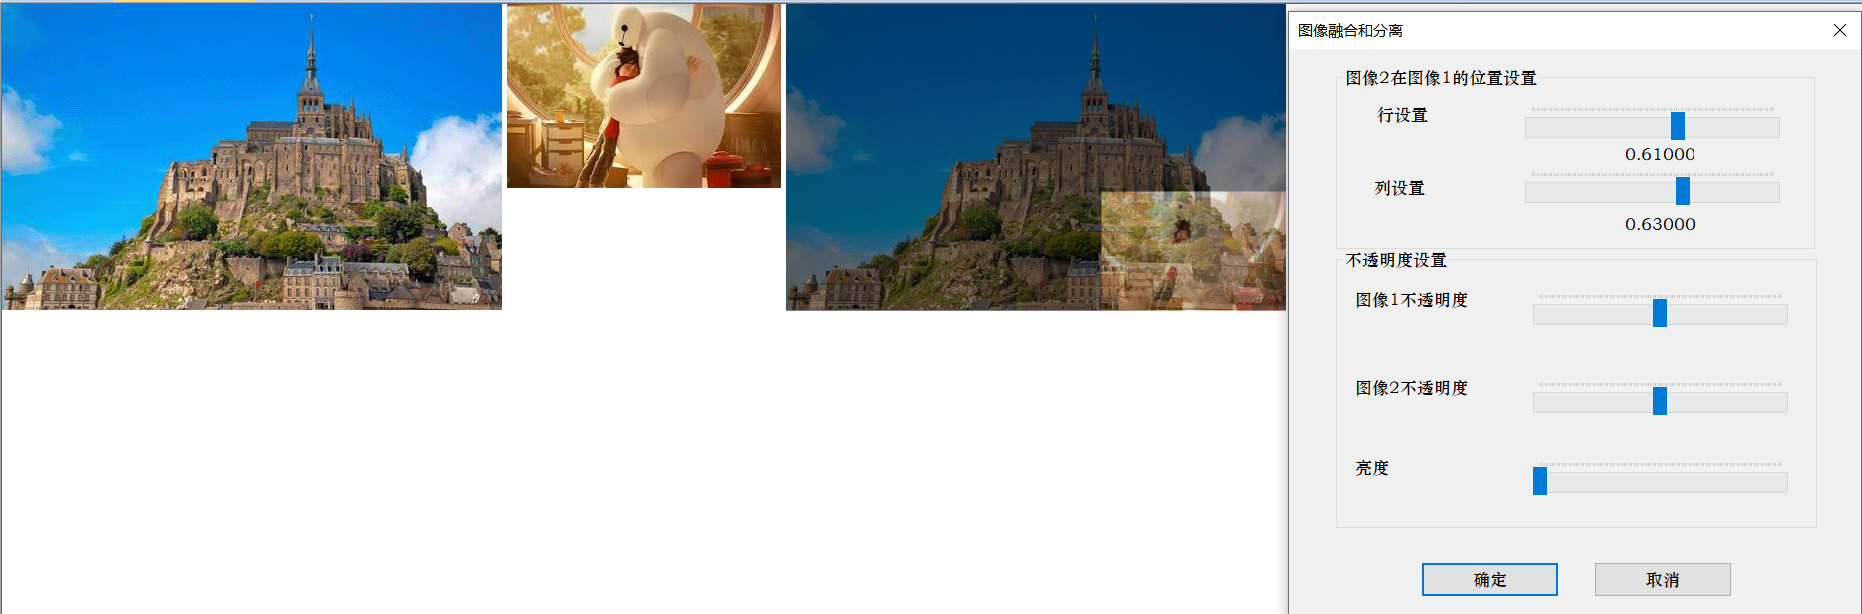 图像融合和分离
图像2在图像1的位置设置
行设置
0.61000
列设置
0.63000
不透明度设置
图像1不透明度
图像2不透明度
亮度
确定
取消